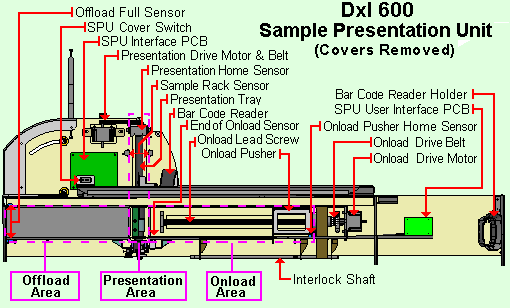 DxI 600
Sample Presentation Unit
(Covers Removed)
Offload Full Sensor
SPU Cover Switch
SPU Interface PCB
Presentation Drive Motor & Belt
Presentation Home Sensor
Sample Rack Sensor
Presentation Tray
Bar Code Reader
End of Onload Sensor
Onload Lead Screw
Onload Pusher
Bar Code Reader Holder
SPU User Interface PCB
Onload Pusher Home Sensor
Onload Drive Belt
Onload Drive Motor
Offload
Area
Presentation
Area
Onload
Area
Interlock Shaft